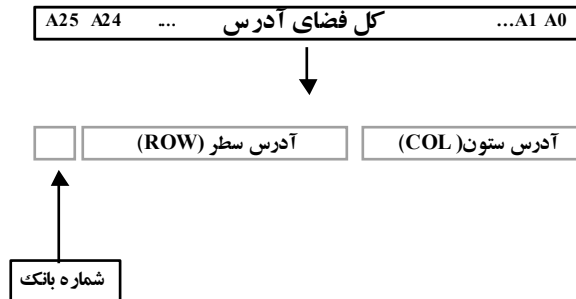 A25 A24 .... کل فضای آدرس ...A1 A0
آدرس سطر (ROW) آدرس ستون( COL)
شماره بانک